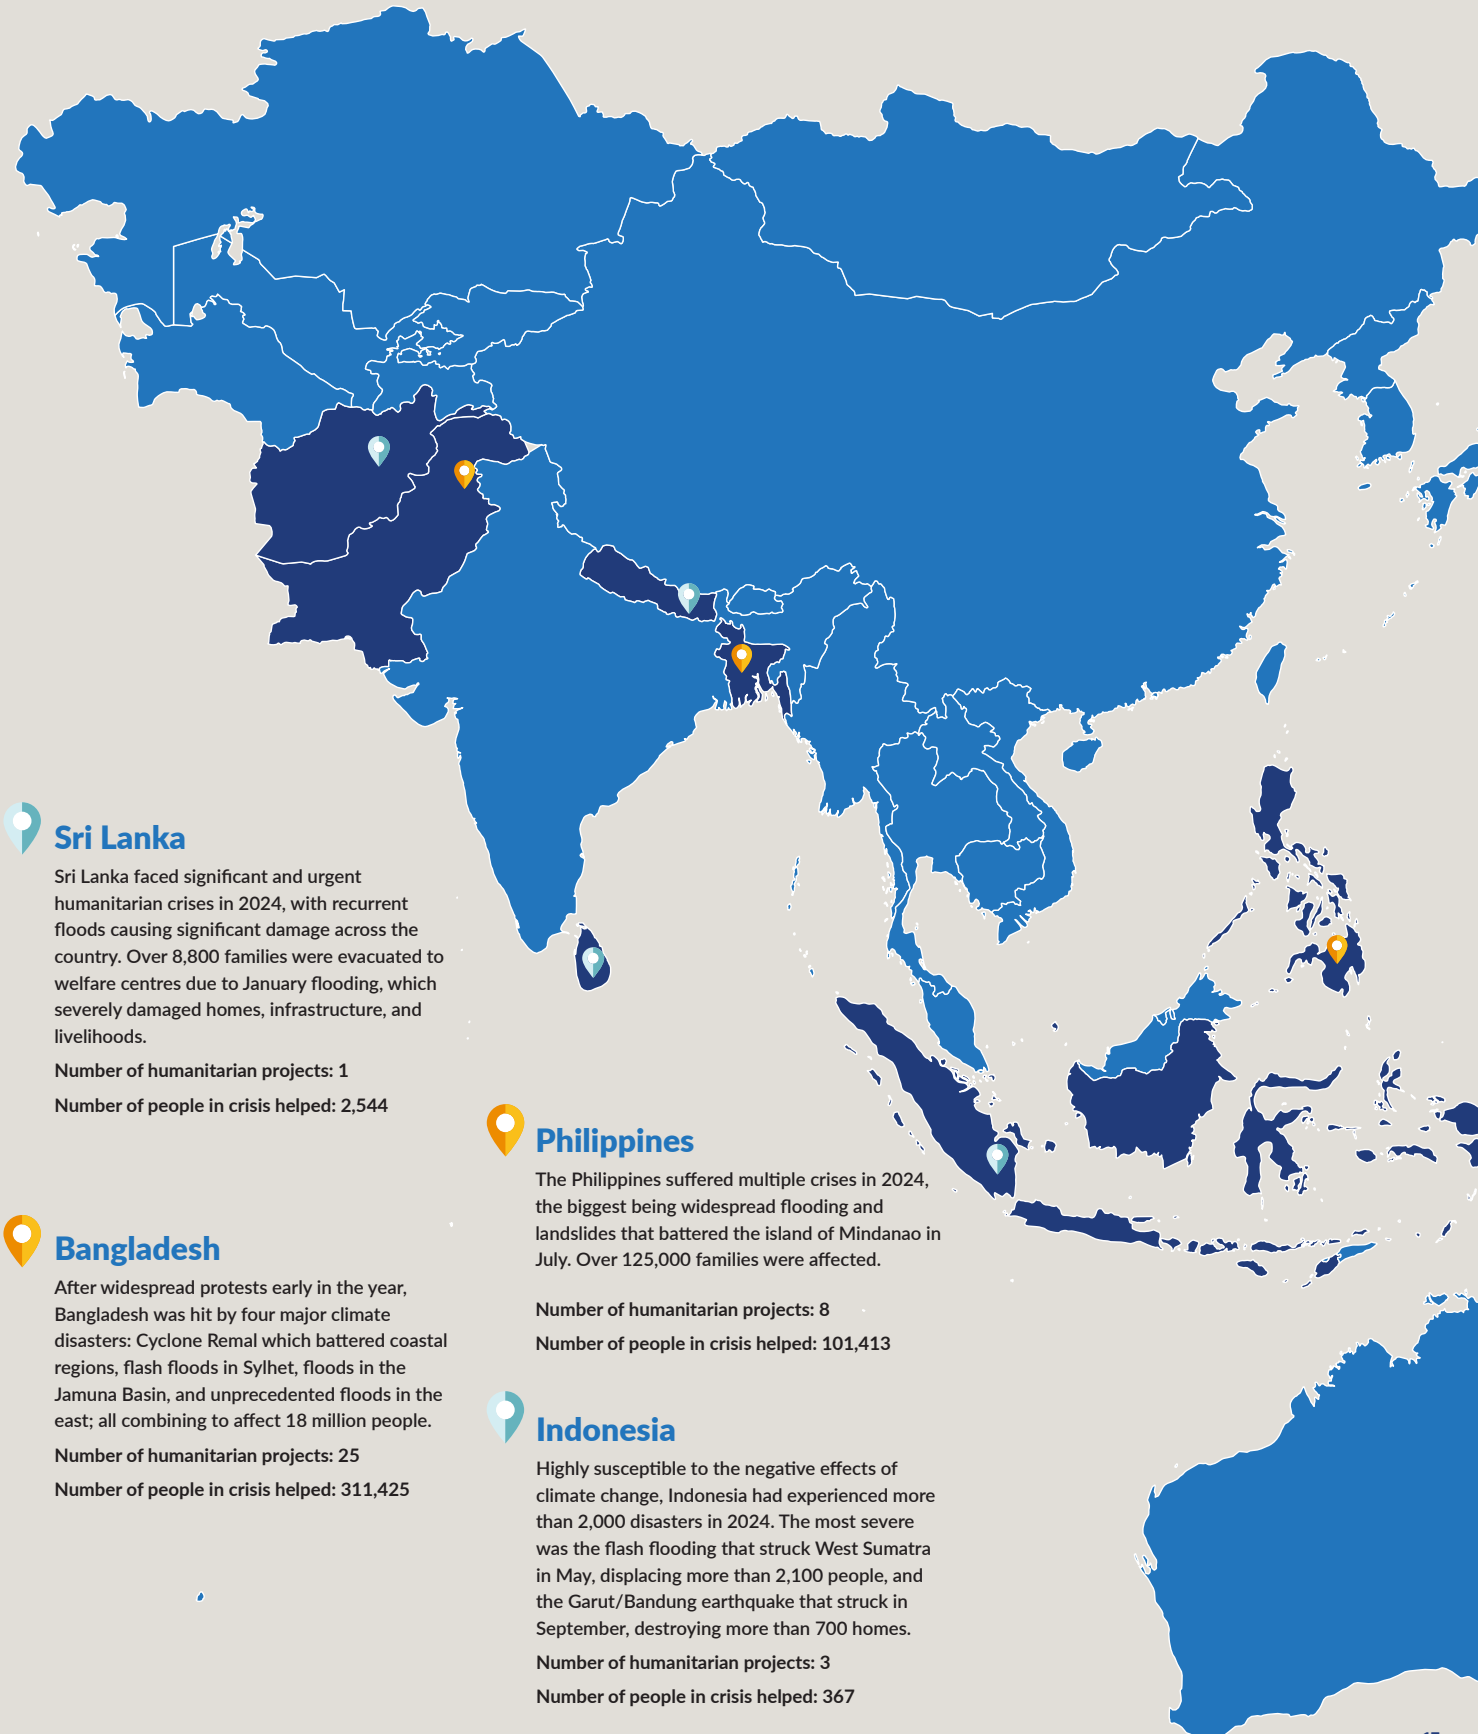 Sri Lanka
Sri Lanka faced significant and urgent
humanitarian crises in 2024, with recurrent
floods causing significant damage across the
country. Over 8,800 families were evacuated to
welfare centres due to January flooding, which
severely damaged homes, infrastructure, and
livelihoods.
Number of humanitarian projects: 1
Number of people in crisis helped: 2,544
Bangladesh
After widespread protests early in the year,
Bangladesh was hit by four major climate
disasters: Cyclone Remal which battered coastal
regions, flash floods in Sylhet, floods in the
Jamuna Basin, and unprecedented floods in the
east; all combining to affect 18 million people.
Number of humanitarian projects: 25
Number of people in crisis helped: 311,425
Philippines
The Philippines suffered multiple crises in 2024,
the biggest being widespread flooding and
landslides that battered the island of Mindanao in
July. Over 125,000 families were affected.
Number of humanitarian projects: 8
Number of people in crisis helped: 101,413
Indonesia
Highly susceptible to the negative effects of
climate change, Indonesia had experienced more
than 2,000 disasters in 2024. The most severe
was the flash flooding that struck West Sumatra
in May, displacing more than 2,100 people, and
the Garut/Bandung earthquake that struck in
September, destroying more than 700 homes.
Number of humanitarian projects: 3
Number of people in crisis helped: 367